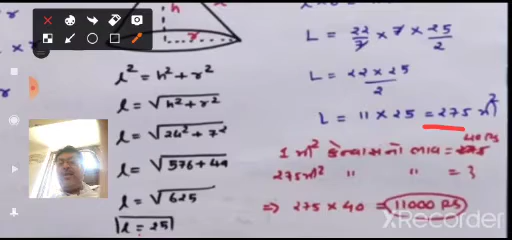 h
r
l² = h² + r²
l = √h² + r²
l = √24² + 7²
l = √576 + 49
l = √625
l = 25
L = 22/7 × 7 × 25/2
L = 22 × 25/2
L = 11 × 25 = 275 મી²
40 Rs
1 મી² કેન્વાસનો ભાવ =
275 મી² " " = ?
⇒ 275 × 40 = 11000 Rs
XRecorder